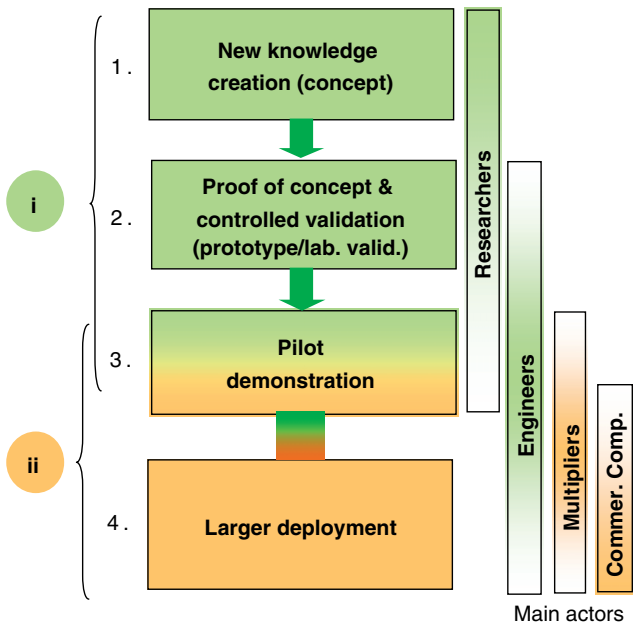 1.
New knowledge
creation (concept)
i
2.
Proof of concept &
controlled validation
(prototype/lab. valid.)
3.
Pilot
demonstration
ii
4.
Larger deployment
Researchers
Engineers
Multipliers
Commer. Comp.
Main actors